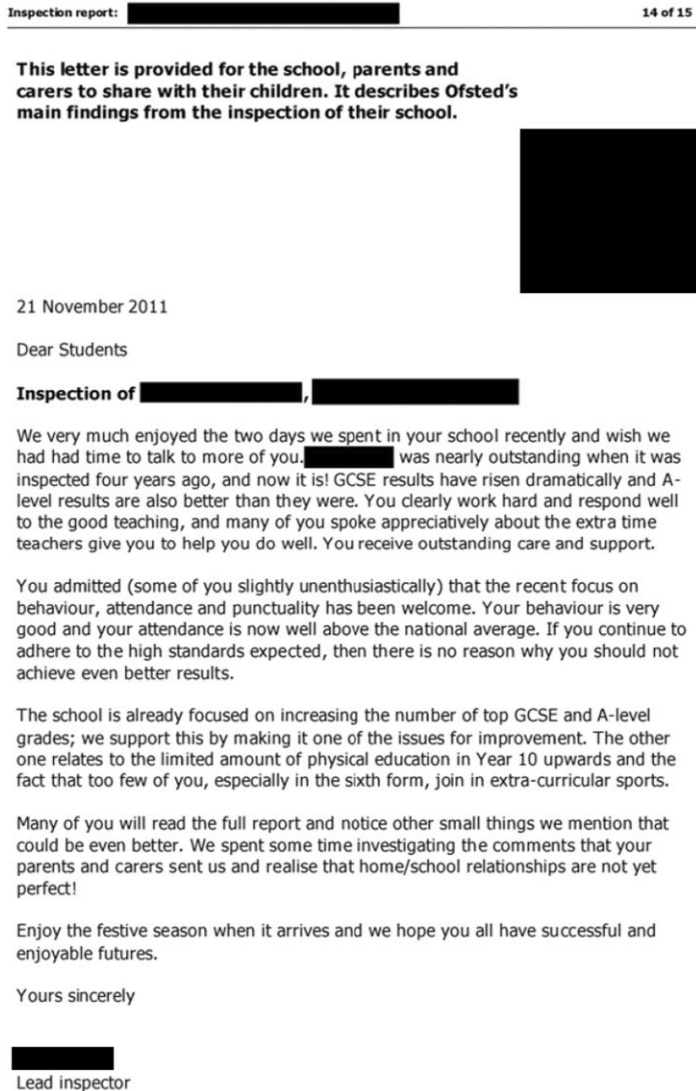 Inspection report:
14 of 15
This letter is provided for the school, parents and
carers to share with their children. It describes Ofsted's
main findings from the inspection of their school.
21 November 2011
Dear Students
Inspection of ,
We very much enjoyed the two days we spent in your school recently and wish we
had had time to talk to more of you. was nearly outstanding when it was
inspected four years ago, and now it is! GCSE results have risen dramatically and A-
level results are also better than they were. You clearly work hard and respond well
to the good teaching, and many of you spoke appreciatively about the extra time
teachers give you to help you do well. You receive outstanding care and support.
You admitted (some of you slightly unenthusiastically) that the recent focus on
behaviour, attendance and punctuality has been welcome. Your behaviour is very
good and your attendance is now well above the national average. If you continue to
adhere to the high standards expected, then there is no reason why you should not
achieve even better results.
The school is already focused on increasing the number of top GCSE and A-level
grades; we support this by making it one of the issues for improvement. The other
one relates to the limited amount of physical education in Year 10 upwards and the
fact that too few of you, especially in the sixth form, join in extra-curricular sports.
Many of you will read the full report and notice other small things we mention that
could be even better. We spent some time investigating the comments that your
parents and carers sent us and realise that home/school relationships are not yet
perfect!
Enjoy the festive season when it arrives and we hope you all have successful and
enjoyable futures.
Yours sincerely
Lead inspector